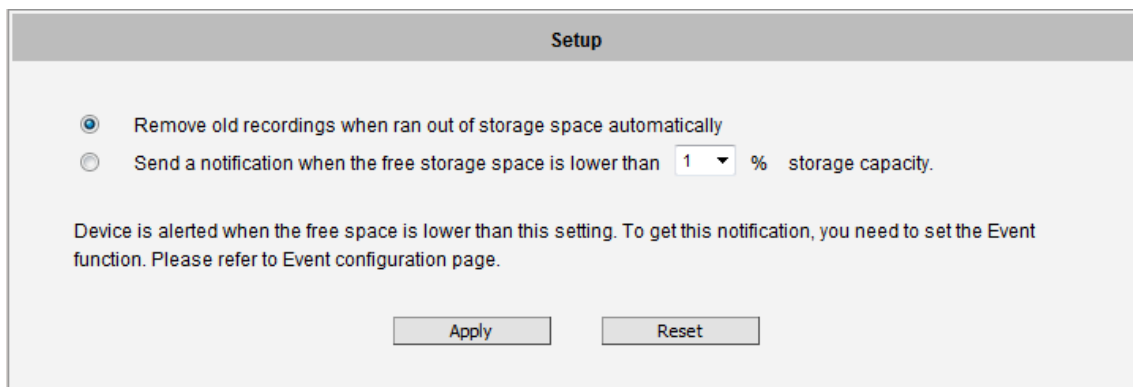 Setup
Remove old recordings when ran out of storage space automatically
Send a notification when the free storage space is lower than 1 % storage capacity.
Device is alerted when the free space is lower than this setting. To get this notification, you need to set the Event
function. Please refer to Event configuration page.
Apply Reset